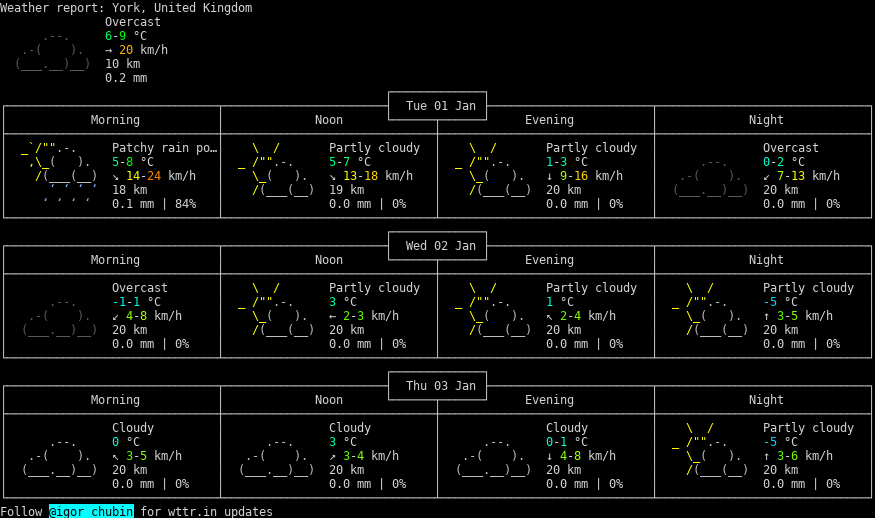 Weather report: York, United Kingdom
Overcast
6-9 °C
→ 20 km/h
10 km
0.2 mm
Tue 01 Jan
Morning Noon Evening Night
Patchy rain po… Partly cloudy Partly cloudy Overcast
5-8 °C 5-7 °C 1-3 °C 0-2 °C
↘ 14-24 km/h ↘ 13-18 km/h ↓ 9-16 km/h ↙ 7-13 km/h
18 km 19 km 20 km 20 km
0.1 mm | 84% 0.0 mm | 0% 0.0 mm | 0% 0.0 mm | 0%
Wed 02 Jan
Morning Noon Evening Night
Overcast Partly cloudy Partly cloudy Partly cloudy
-1-1 °C 3 °C 1 °C -5 °C
↙ 4-8 km/h ← 2-3 km/h ↖ 2-4 km/h ↑ 3-5 km/h
20 km 20 km 20 km 20 km
0.0 mm | 0% 0.0 mm | 0% 0.0 mm | 0% 0.0 mm | 0%
Thu 03 Jan
Morning Noon Evening Night
Cloudy Cloudy Cloudy Partly cloudy
0 °C 3 °C 0-1 °C -5 °C
↖ 3-5 km/h ↗ 3-4 km/h ↓ 4-8 km/h ↑ 3-6 km/h
20 km 20 km 20 km 20 km
0.0 mm | 0% 0.0 mm | 0% 0.0 mm | 0% 0.0 mm | 0%
Follow @igor_chubin for wttr.in updates